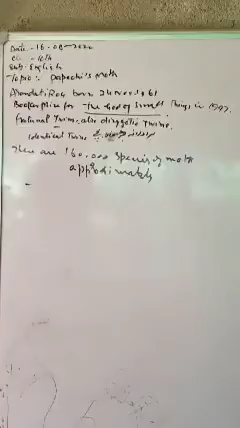 Date - 16-08-2022
Cl - 10th
Sub - English
Topic :- Papachi's Moth
Arundhati Roy born 24 Nov 1961
Booker prize for The God of Small Things in 1997.
Fraternal Twins, also dizygotic Twins.
Identical Twins
There are 160,000 species of moth
approximately